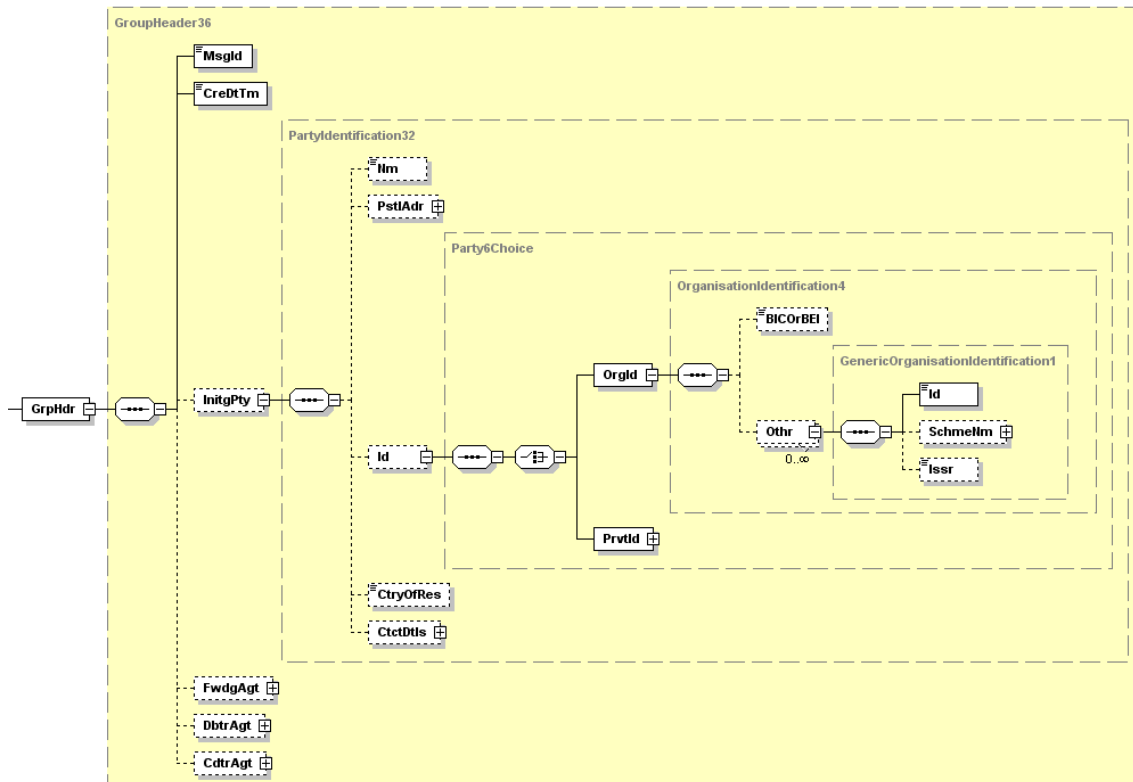 GroupHeader36
MsgId
CreDtTm
PartyIdentification32
Nm
PstlAdr
Party6Choice
OrganisationIdentification4
BICOrBEI
GenericOrganisationIdentification1
OrgId
Id
GrpHdr
InitgPty
Othr
SchmeNm
0..∞
Id
Issr
PrvtId
CtryOfRes
CtctDtls
FwdgAgt
DbtrAgt
CdtrAgt